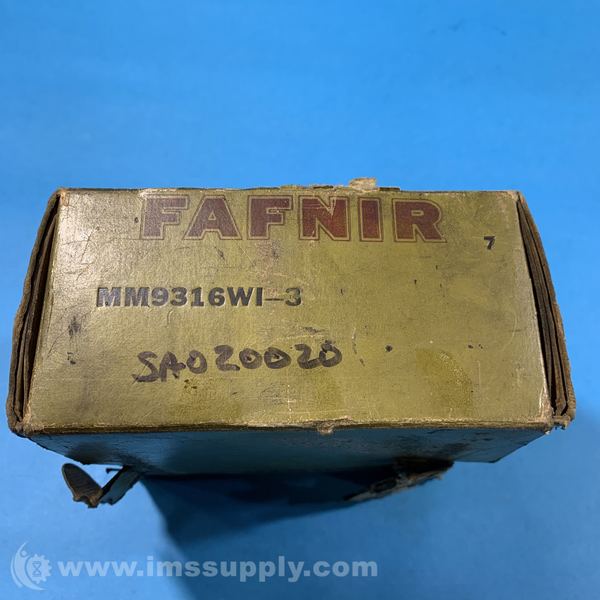 FAFNIR
7
MM9316WI-3
SA020020
www.imssupply.com